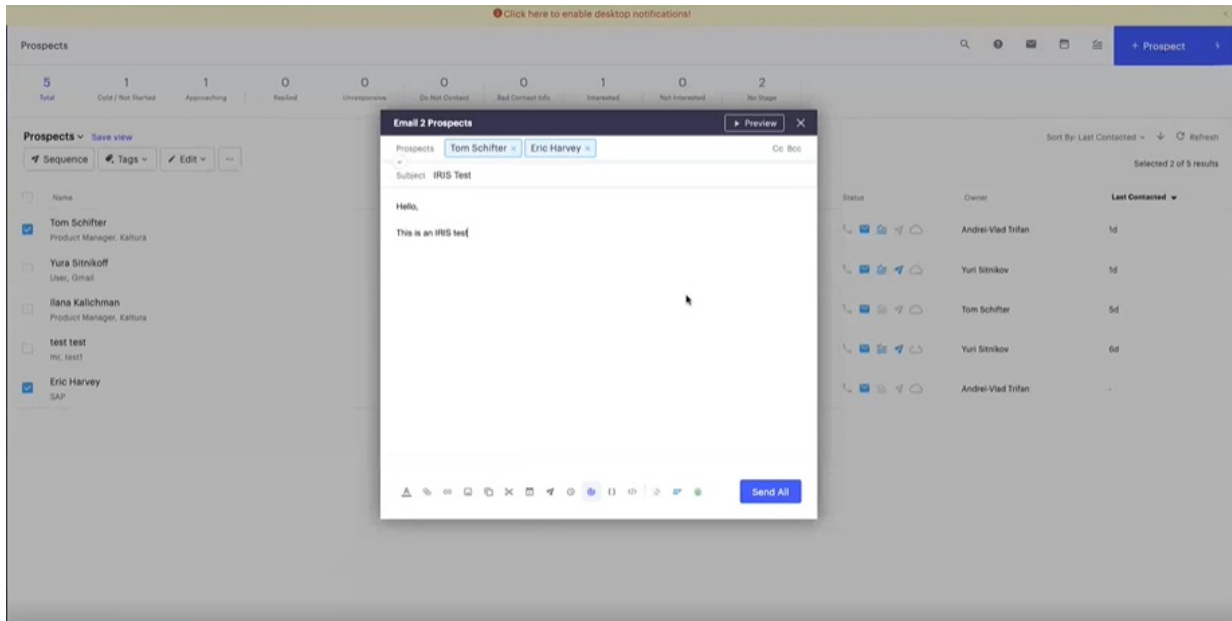 Click here to enable desktop notifications!
Prospects
+ Prospect
5 1 1 0 0 0 0 1 0 2
Total Cold / Not Started Approaching Replied Unresponsive Do Not Contact Bad Contact Info Interested Not Interested No Stage
Email 2 Prospects Preview
Prospects Save view
Sort By: Last Contacted Refresh
Prospects Tom Schifter × Eric Harvey × Cc Bcc
Sequence Tags Edit ...
Selected 2 of 5 results
Subject IRIS Test
Name Status Owner Last Contacted
Hello,
Tom Schifter
Product Manager, Kaltura
Andrei-Vlad Trifan 1d
This is an IRIS test
Yura Sitnikoff
User, Gmail
Yuri Sitnikov 1d
Ilana Kalichman
Product Manager, Kaltura
Tom Schifter 5d
test test
mr, test1
Yuri Sitnikov 6d
Eric Harvey
SAP
Andrei-Vlad Trifan -
Send All